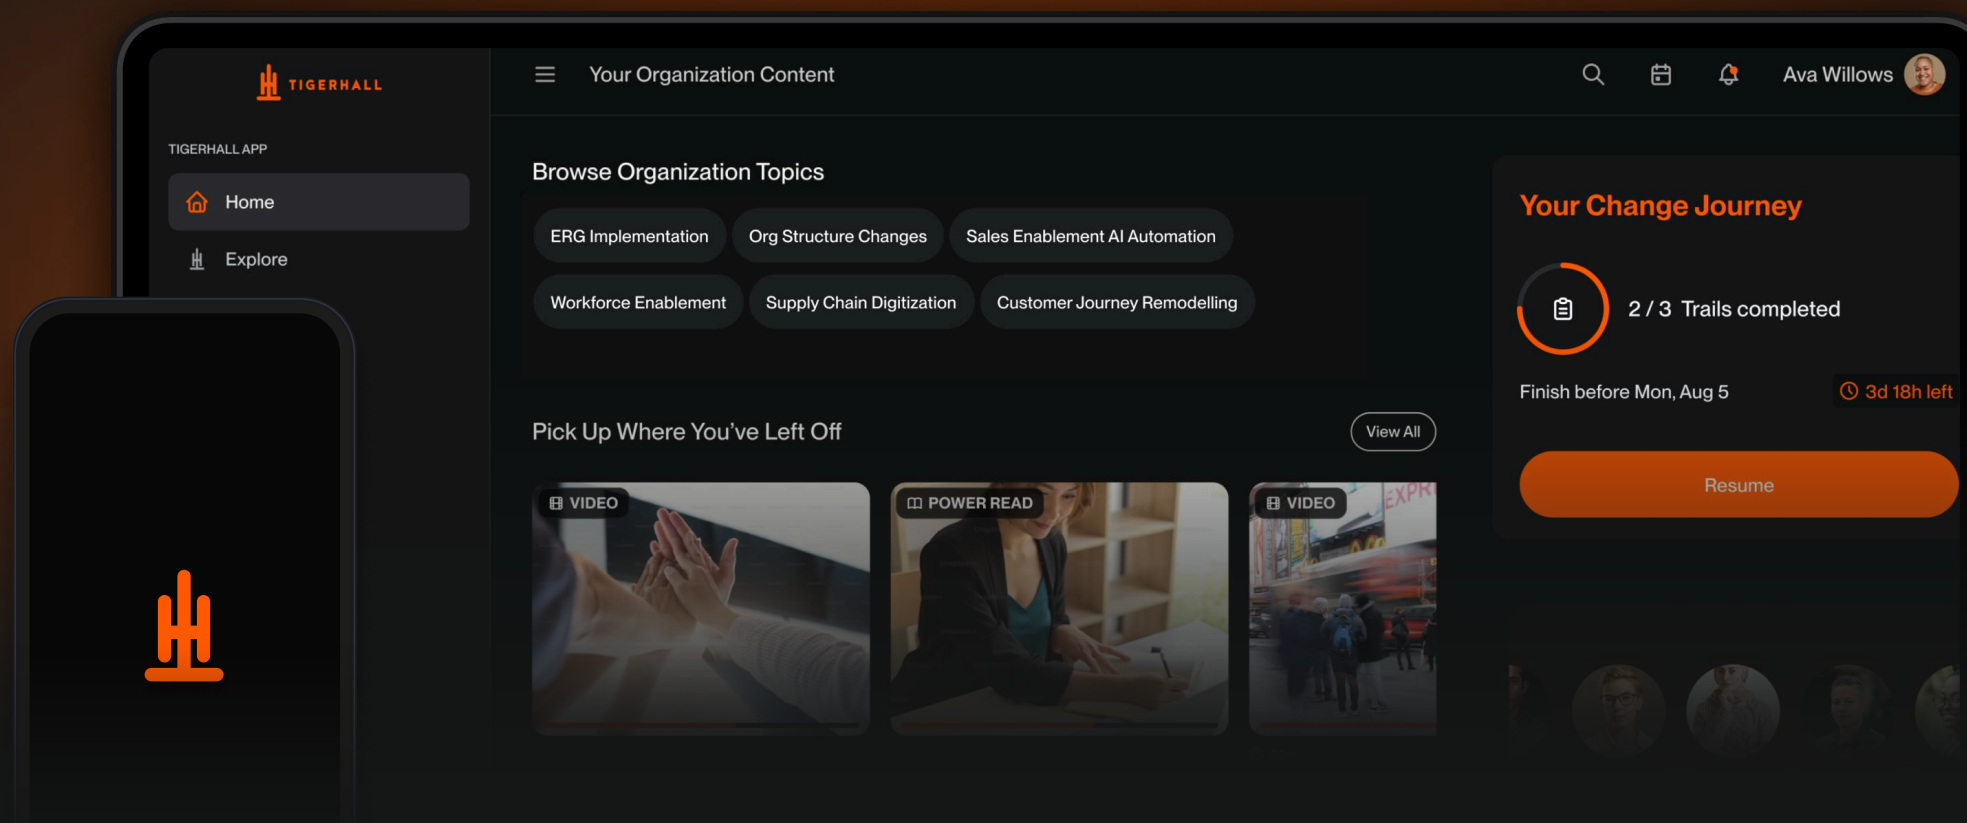 TIGERHALL
Your Organization Content
Ava Willows
TIGERHALL APP
Home
Explore
Browse Organization Topics
ERG Implementation
Org Structure Changes
Sales Enablement AI Automation
Workforce Enablement
Supply Chain Digitization
Customer Journey Remodelling
Pick Up Where You’ve Left Off
View All
VIDEO
POWER READ
VIDEO
EXPR
Your Change Journey
2 / 3 Trails completed
Finish before Mon, Aug 5
3d 18h left
Resume